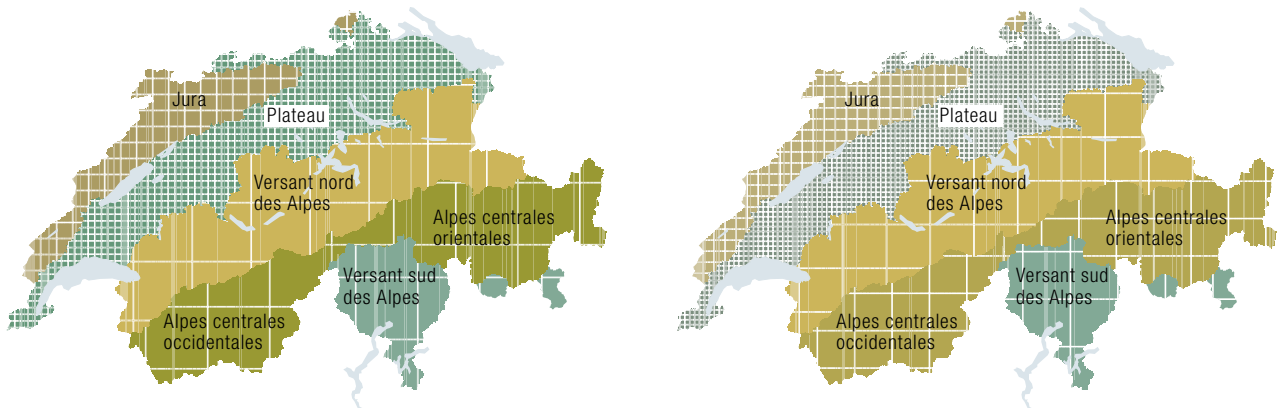 Jura
Plateau
Versant nord
des Alpes
Alpes centrales
orientales
Versant sud
des Alpes
Alpes centrales
occidentales
Jura
Plateau
Versant nord
des Alpes
Alpes centrales
orientales
Versant sud
des Alpes
Alpes centrales
occidentales